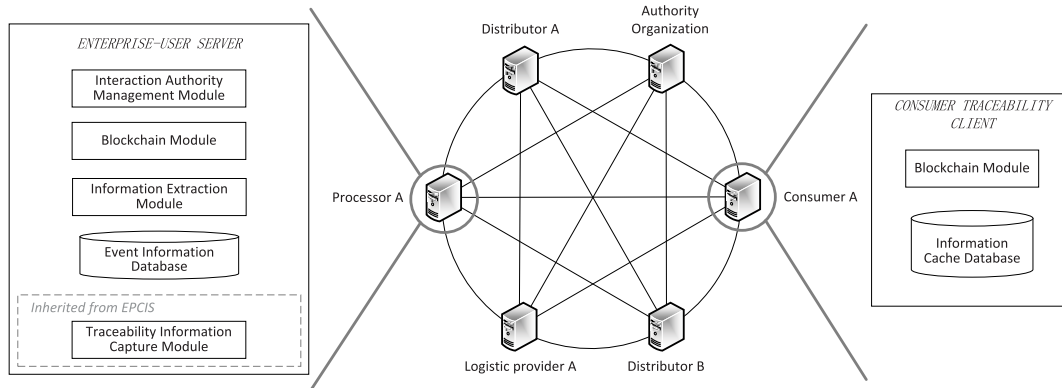 ENTERPRISE-USER SERVER
Interaction Authority
Management Module
Blockchain Module
Information Extraction
Module
Event Information
Database
Inherited from EPCIS
Traceability Information
Capture Module
Distributor A
Authority
Organization
Processor A
Consumer A
Logistic provider A
Distributor B
CONSUMER TRACEABILITY
CLIENT
Blockchain Module
Information
Cache Database